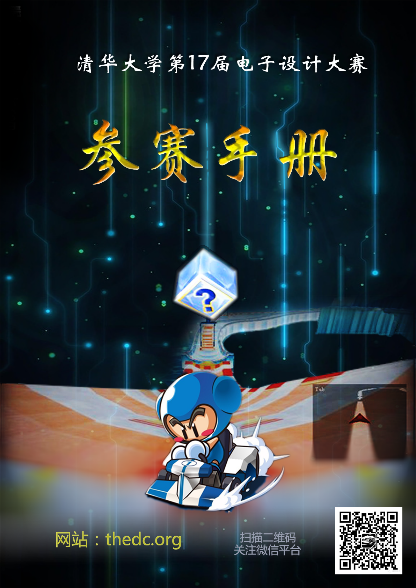 清华大学第17届电子设计大赛
参赛手册
?
网站：thedc.org
扫描二维码
关注微信平台